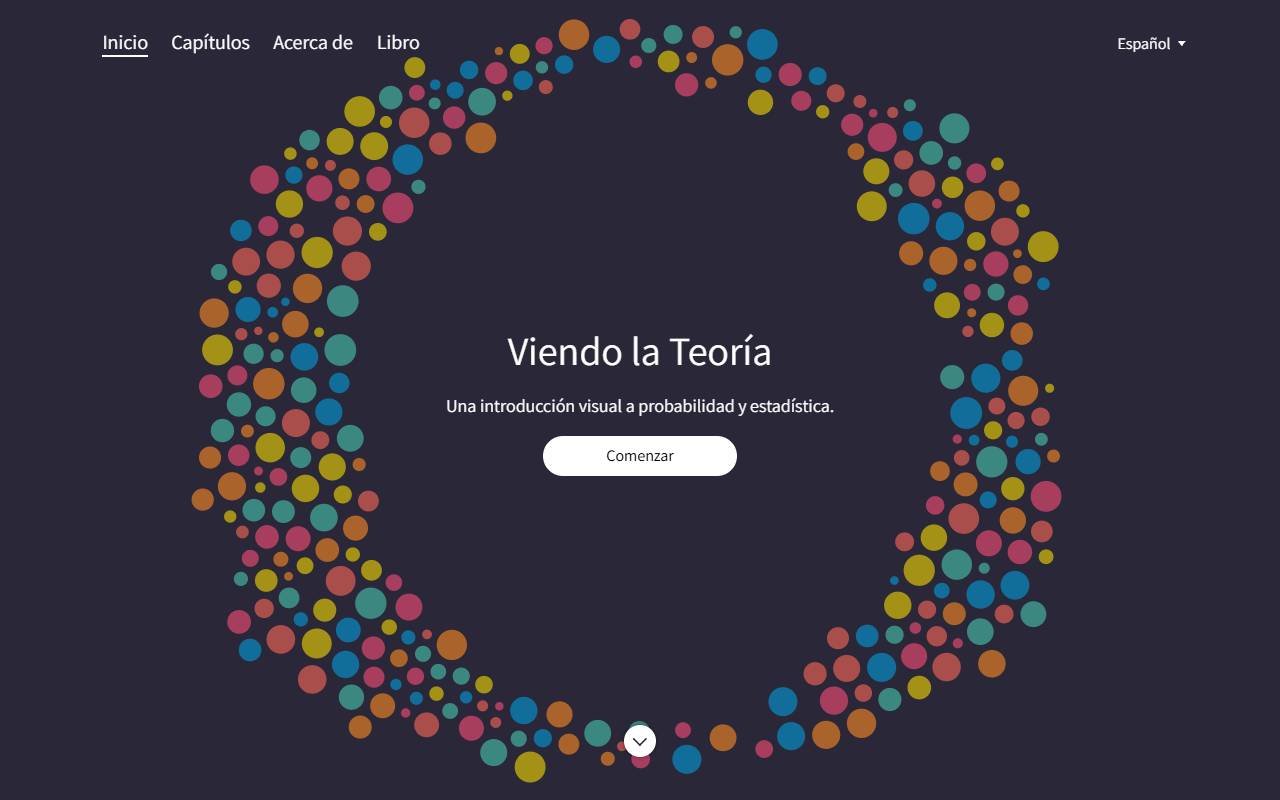 Inicio Capítulos Acerca de Libro Español
Viendo la Teoría
Una introducción visual a probabilidad y estadística.
Comenzar